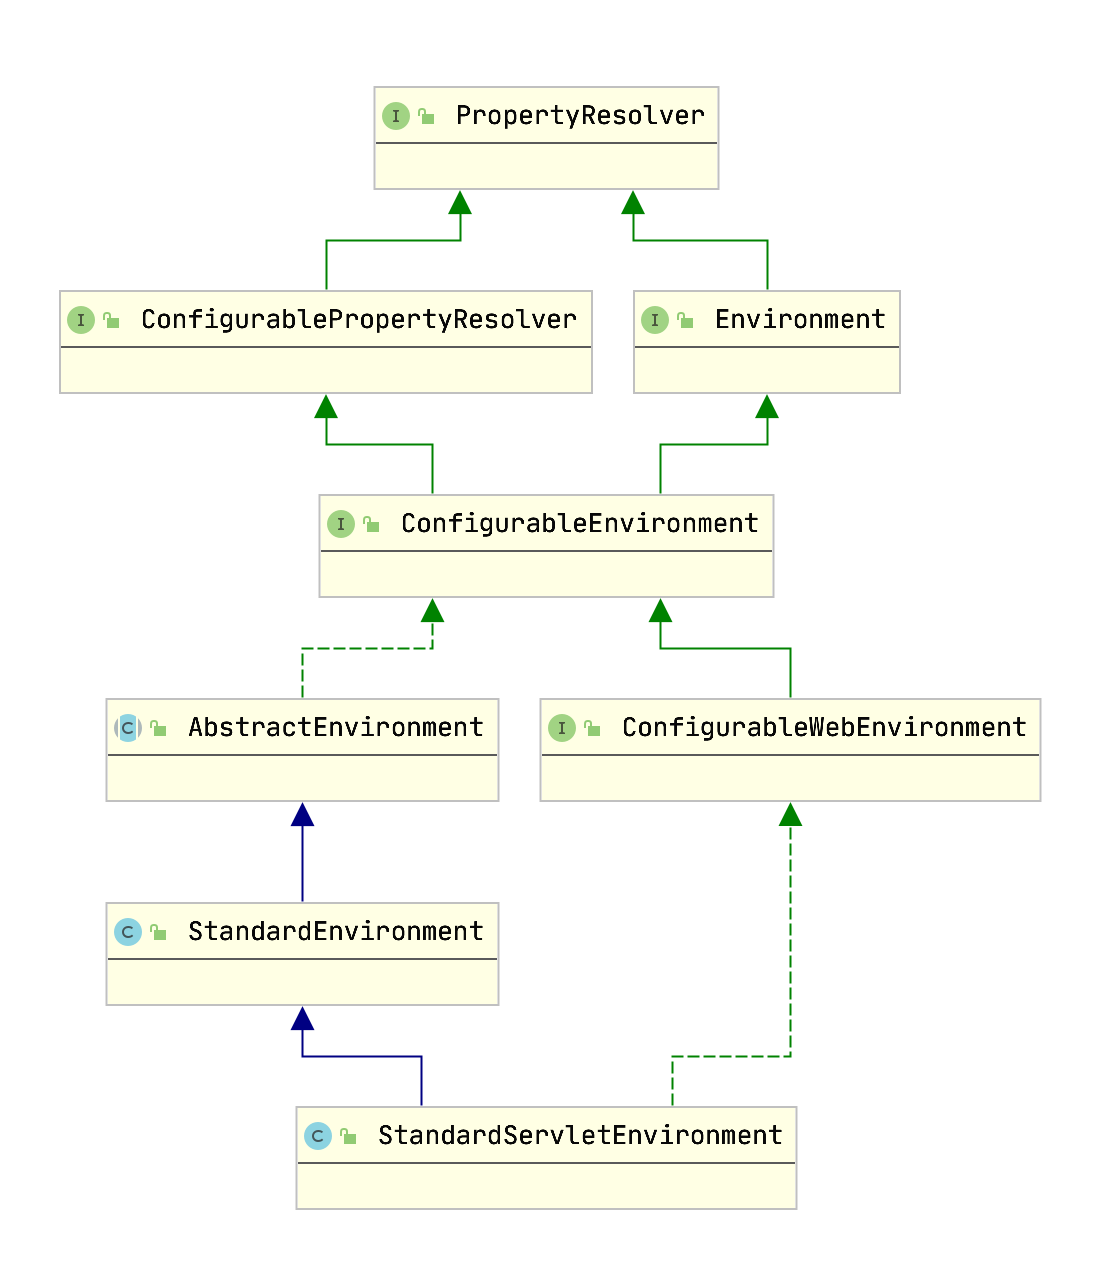 I PropertyResolver
I ConfigurablePropertyResolver
I Environment
I ConfigurableEnvironment
C AbstractEnvironment
I ConfigurableWebEnvironment
C StandardEnvironment
C StandardServletEnvironment